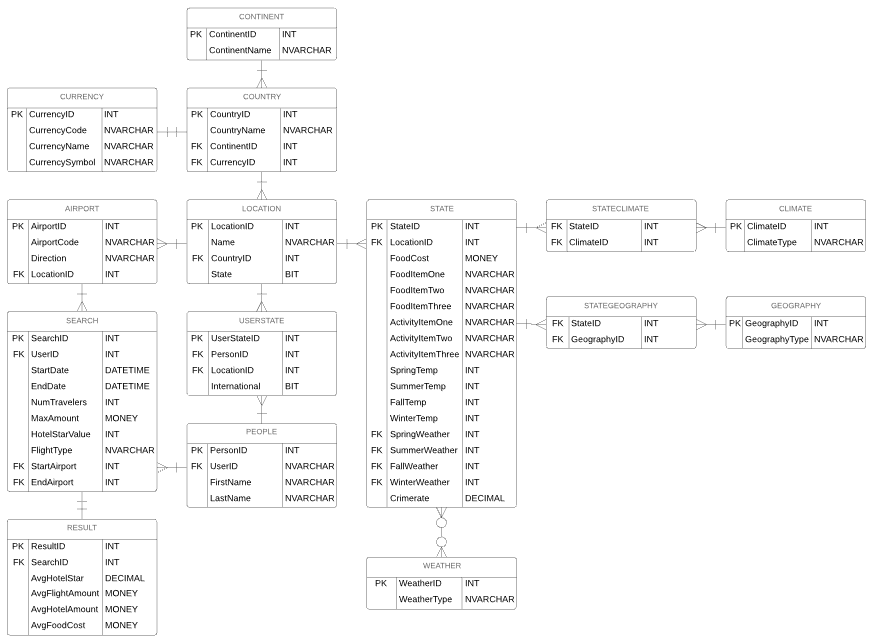 CONTINENT
PK ContinentID INT
ContinentName NVARCHAR
CURRENCY
PK CurrencyID INT
CurrencyCode NVARCHAR
CurrencyName NVARCHAR
CurrencySymbol NVARCHAR
COUNTRY
PK CountryID INT
CountryName NVARCHAR
FK ContinentID INT
FK CurrencyID INT
AIRPORT
PK AirportID INT
AirportCode NVARCHAR
Direction NVARCHAR
FK LocationID INT
LOCATION
PK LocationID INT
Name NVARCHAR
FK CountryID INT
State BIT
STATE
PK StateID INT
FK LocationID INT
FoodCost MONEY
FoodItemOne NVARCHAR
FoodItemTwo NVARCHAR
FoodItemThree NVARCHAR
ActivityItemOne NVARCHAR
ActivityItemTwo NVARCHAR
ActivityItemThree NVARCHAR
SpringTemp INT
SummerTemp INT
FallTemp INT
WinterTemp INT
FK SpringWeather INT
FK SummerWeather INT
FK FallWeather INT
FK WinterWeather INT
Crimerate DECIMAL
STATECLIMATE
FK StateID INT
FK ClimateID INT
CLIMATE
PK ClimateID INT
ClimateType NVARCHAR
STATEGEOGRAPHY
FK StateID INT
FK GeographyID INT
GEOGRAPHY
PK GeographyID INT
GeographyType NVARCHAR
SEARCH
PK SearchID INT
FK UserID INT
StartDate DATETIME
EndDate DATETIME
NumTravelers INT
MaxAmount MONEY
HotelStarValue INT
FlightType NVARCHAR
FK StartAirport INT
FK EndAirport INT
USERSTATE
PK UserStateID INT
FK PersonID INT
FK LocationID INT
International BIT
PEOPLE
PK PersonID INT
FK UserID NVARCHAR
FirstName NVARCHAR
LastName NVARCHAR
RESULT
PK ResultID INT
FK SearchID INT
AvgHotelStar DECIMAL
AvgFlightAmount MONEY
AvgHotelAmount MONEY
AvgFoodCost MONEY
WEATHER
PK WeatherID INT
WeatherType NVARCHAR